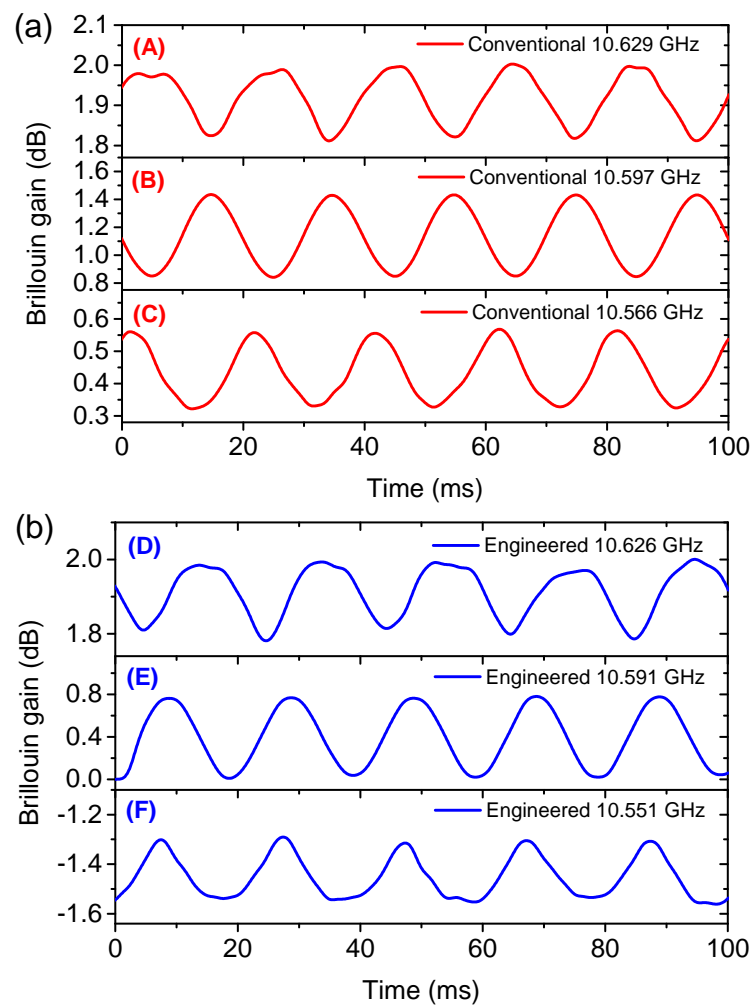 (a)
(A)
Conventional 10.629 GHz
2.1
2.0
1.9
1.8
(B)
Conventional 10.597 GHz
1.6
1.4
1.2
1.0
0.8
(C)
Conventional 10.566 GHz
0.6
0.5
0.4
0.3
Brillouin gain (dB)
0 20 40 60 80 100
Time (ms)
(b)
(D)
Engineered 10.626 GHz
2.0
1.8
(E)
Engineered 10.591 GHz
0.8
0.4
0.0
(F)
Engineered 10.551 GHz
-1.2
-1.4
-1.6
Brillouin gain (dB)
0 20 40 60 80 100
Time (ms)